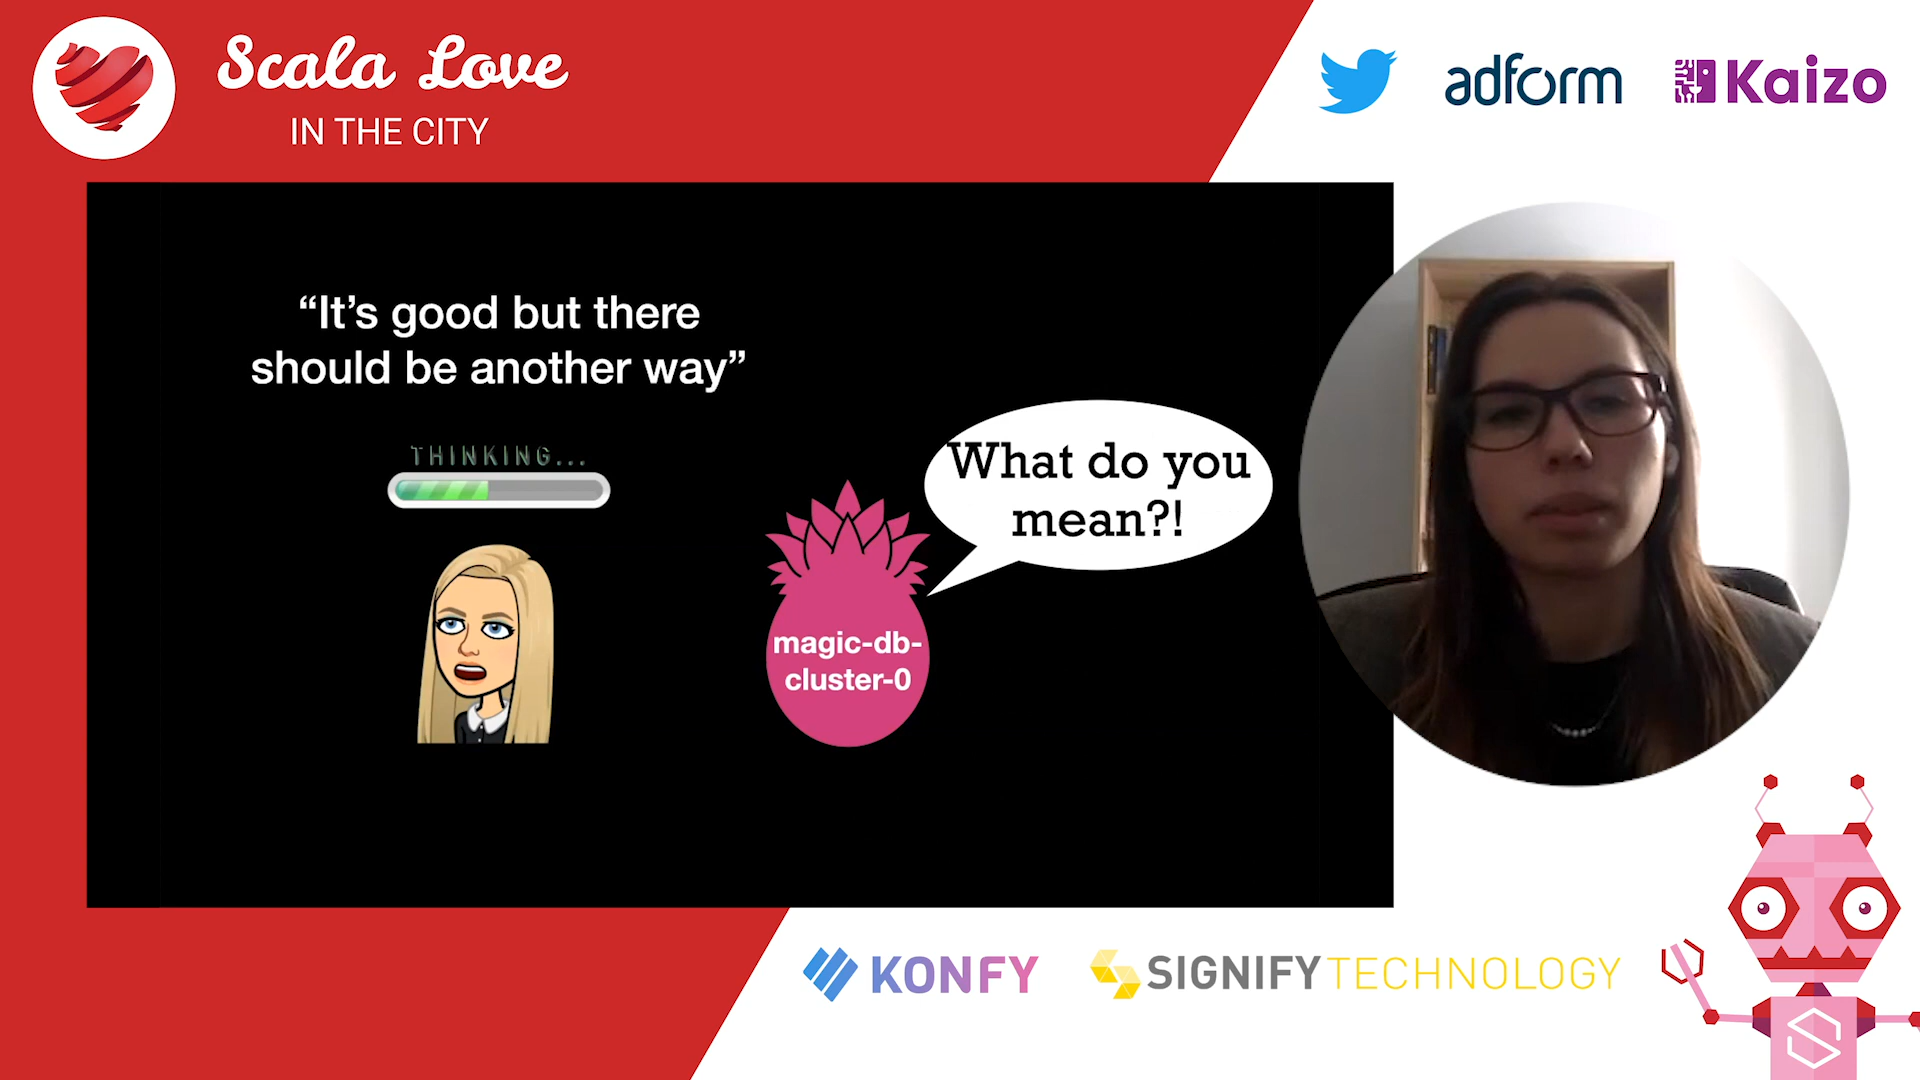 Scala Love
IN THE CITY
adform
Kaizo
“It’s good but there
should be another way”
THINKING...
What do you
mean?!
magic-db-
cluster-0
KONFY
SIGNIFY TECHNOLOGY